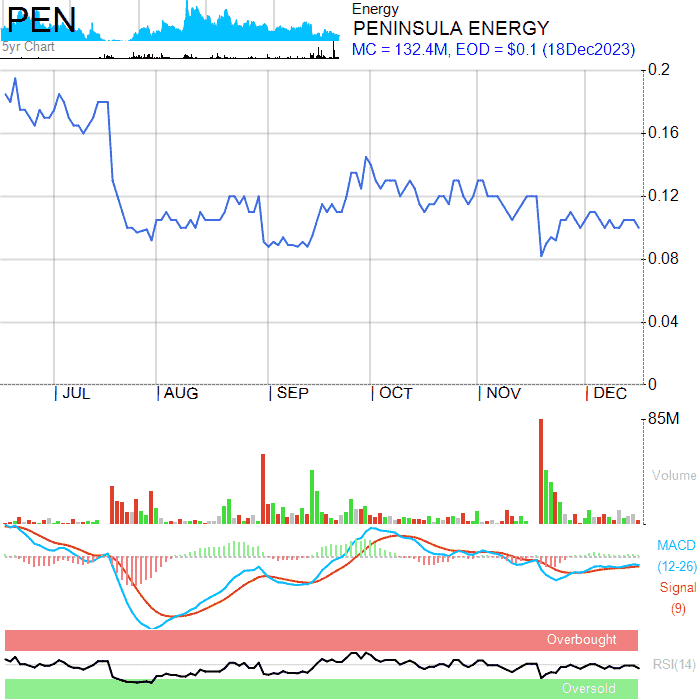 PEN
5yr Chart
Energy
PENINSULA ENERGY
MC = 132.4M, EOD = $0.1 (18Dec2023)
0.2
0.16
0.12
0.08
0.04
0
JUL AUG SEP OCT NOV DEC
85M
Volume
MACD
(12-26)
Signal
(9)
Overbought
RSI(14)
Oversold